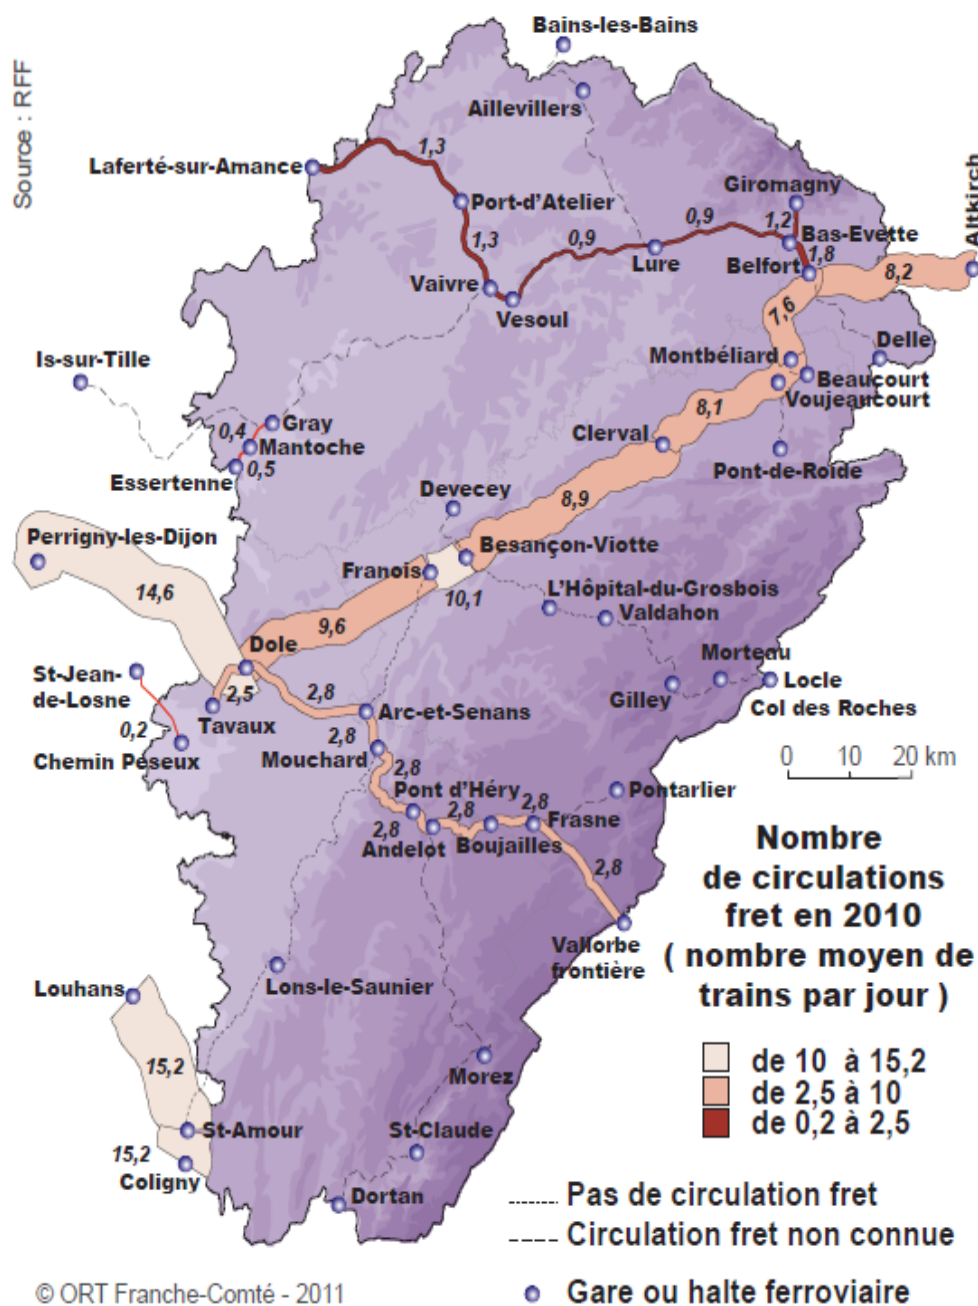 Source : RFF
Bains-les-Bains
Aillevillers
Laferté-sur-Amance
1,3
Port-d'Atelier
1,3
Giromagny
Altkirch
0,9
0,9
1,2
Bas-Evette
Lure
1,8
Belfort
8,2
Vaivre
Vesoul
7,6
Is-sur-Tille
Montbéliard
Delle
Beaucourt
Voujeaucourt
8,1
Gray
0,4
Mantoche
0,5
Essertenne
Clerval
Pont-de-Roide
Devecey
8,9
Perrigny-les-Dijon
Besançon-Viotte
Franois
10,1
14,6
L'Hôpital-du-Grosbois
Valdahon
9,6
Dole
St-Jean-
de-Losne
2,5
2,8
Morteau
Gilley
Locle
Col des Roches
Tavaux
Arc-et-Senans
0,2
Chemin Peseux
2,8
Mouchard
2,8
0 10 20 km
Pont d'Héry
2,8
Pontarlier
2,8
2,8
Frasne
Andelot
Boujailles
2,8
Vallorbe
frontière
Nombre
de circulations
fret en 2010
( nombre moyen de
trains par jour )
Louhans
Lons-le-Saunier
15,2
Morez
de 10 à 15,2
de 2,5 à 10
de 0,2 à 2,5
St-Amour
St-Claude
15,2
Coligny
Dortan
Pas de circulation fret
Circulation fret non connue
© ORT Franche-Comté - 2011
Gare ou halte ferroviaire